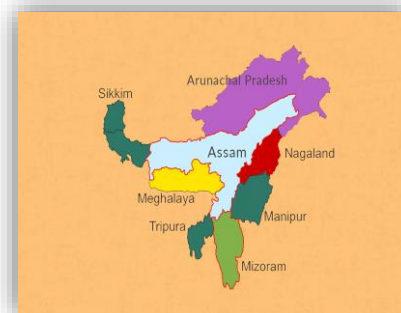 Arunachal Pradesh
Sikkim
Assam
Nagaland
Meghalaya
Manipur
Tripura
Mizoram